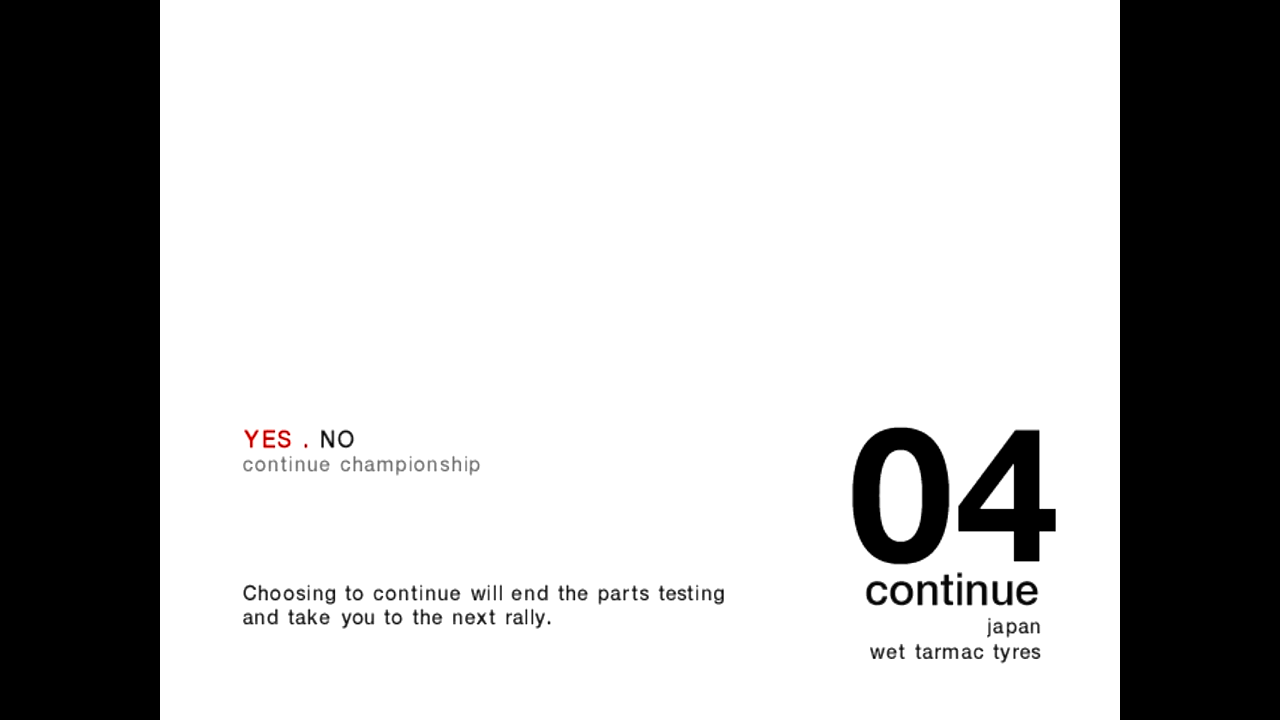 YES . NO
continue championship
Choosing to continue will end the parts testing
and take you to the next rally.
04
continue
japan
wet tarmac tyres